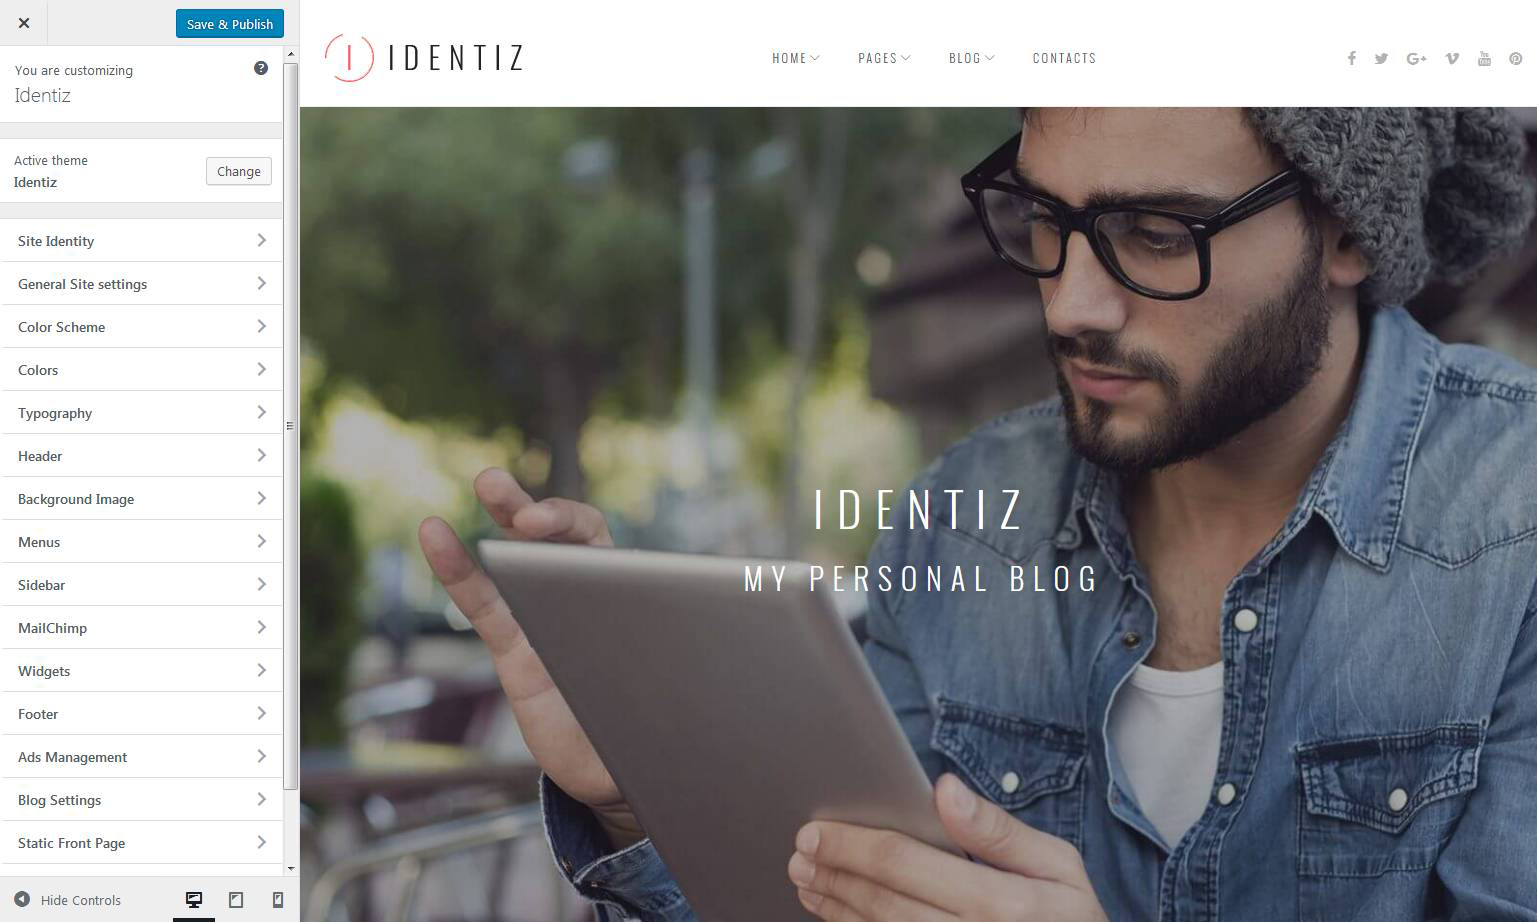 Save & Publish
You are customizing
Identiz
Active theme
Identiz
Change
Site Identity
General Site settings
Color Scheme
Colors
Typography
Header
Background Image
Menus
Sidebar
MailChimp
Widgets
Footer
Ads Management
Blog Settings
Static Front Page
Hide Controls
I IDENTIZ
HOME
PAGES
BLOG
CONTACTS
IDENTIZ
MY PERSONAL BLOG